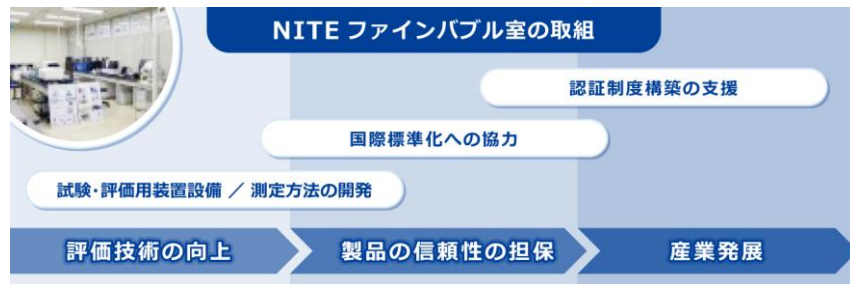 NITE ファインバブル室の取組
認証制度構築の支援
国際標準化への協力
試験・評価用装置設備 ／ 測定方法の開発
評価技術の向上
製品の信頼性の担保
産業発展